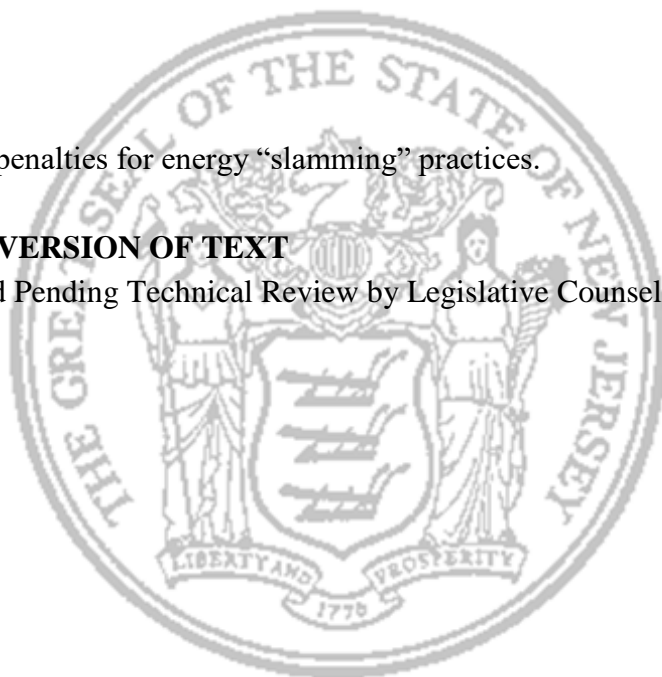 THE GREAT SEAL OF THE STATE OF NEW JERSEY
penalties for energy “slamming” practices.
VERSION OF TEXT
Pending Technical Review by Legislative Counsel
LIBERTY AND PROSPERITY
1776